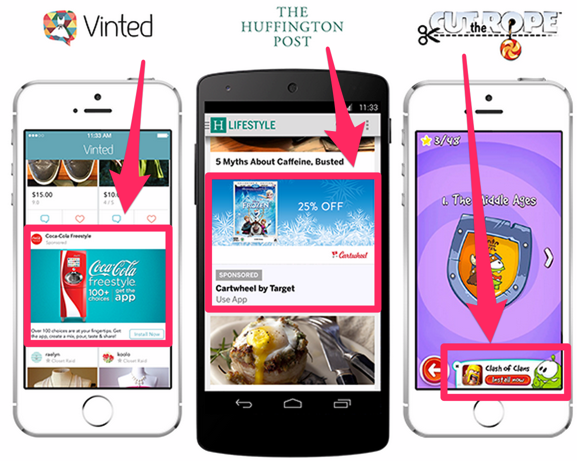 Vinted
THE
HUFFINGTON
POST
CUT the ROPE
11:33 AM
Vinted
$15.00
$10.
4 / S
Coca-Cola Freestyle
Sponsored
Coca-Cola
freestyle
100+
choices
get the
app
Over 100 choices are at your fingertips. Get
the app, create a mix, pour, taste & share!
Install Now
reelyn
Closet Raid
koolo
Closet Raid
11:33
H LIFESTYLE
5 Myths About Caffeine, Busted
FROZEN
25% OFF
Cartwheel
SPONSORED
Cartwheel by Target
Use App
3/48
1. The Middle Ages
Clash of Clans
Install now